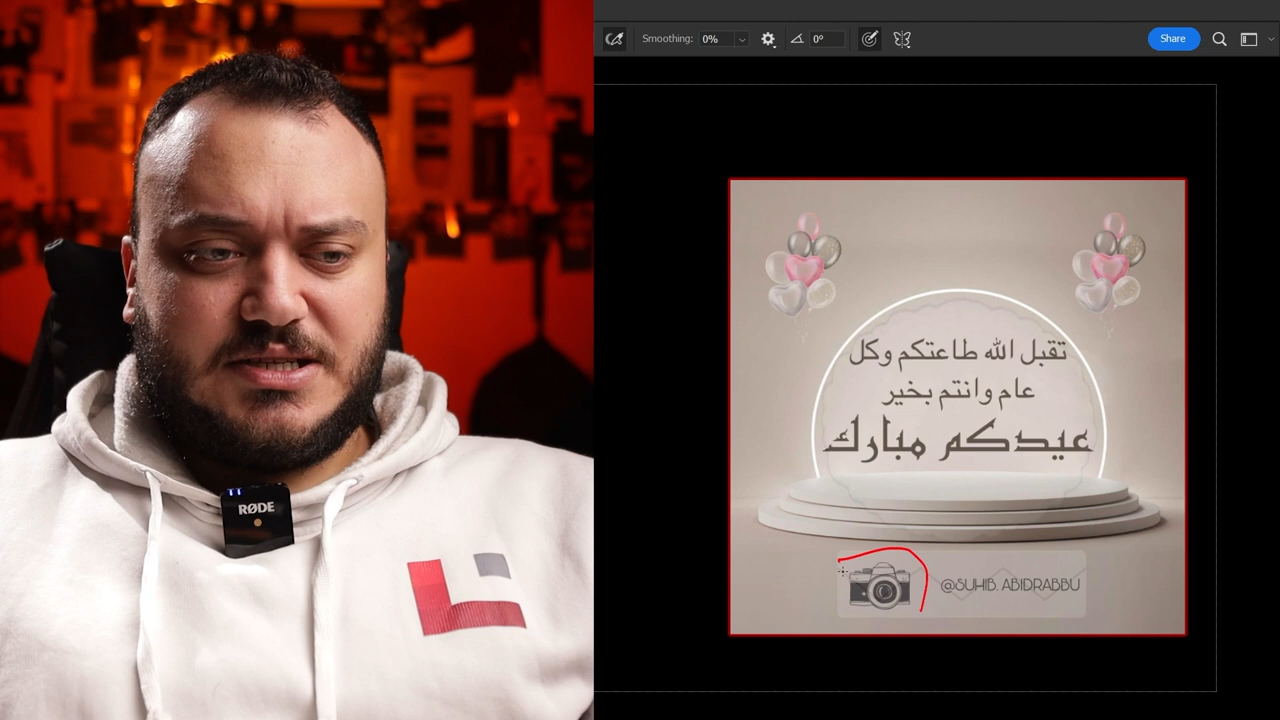 Smoothing: 0%
0°
Share
تقبل الله طاعتكم وكل
عام وانتم بخير
عيدكم مبارك
@SUHIB. ABIDRABBU
RØDE